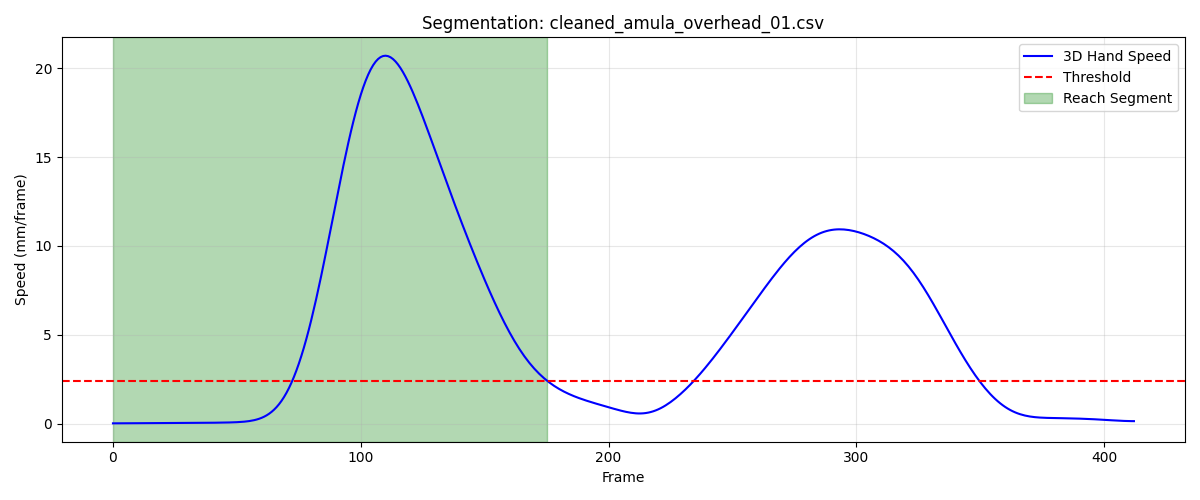 Segmentation: cleaned_amula_overhead_01.csv
3D Hand Speed
Threshold
Reach Segment
Speed (mm/frame)
20
15
10
5
0
0 100 200 300 400
Frame